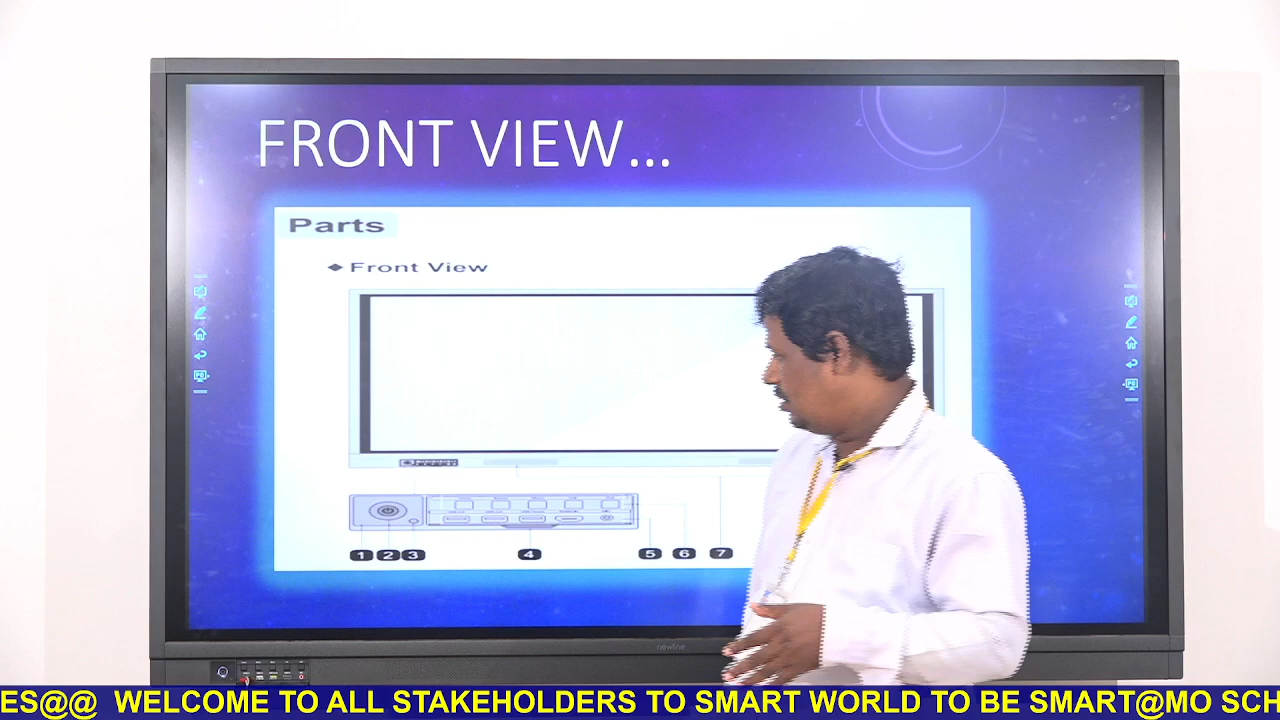 FRONT VIEW...
Parts
◆ Front View
1 2 3 4 5 6 7
newline
ES@@ WELCOME TO ALL STAKEHOLDERS TO SMART WORLD TO BE SMART@MO SCH